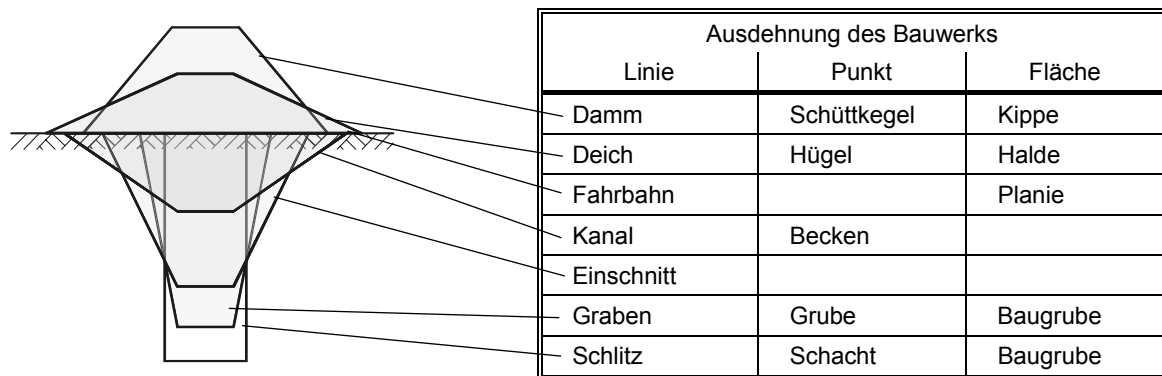 Ausdehnung des Bauwerks
Linie Punkt Fläche
Damm Schüttkegel Kippe
Deich Hügel Halde
Fahrbahn Planie
Kanal Becken
Einschnitt
Graben Grube Baugrube
Schlitz Schacht Baugrube